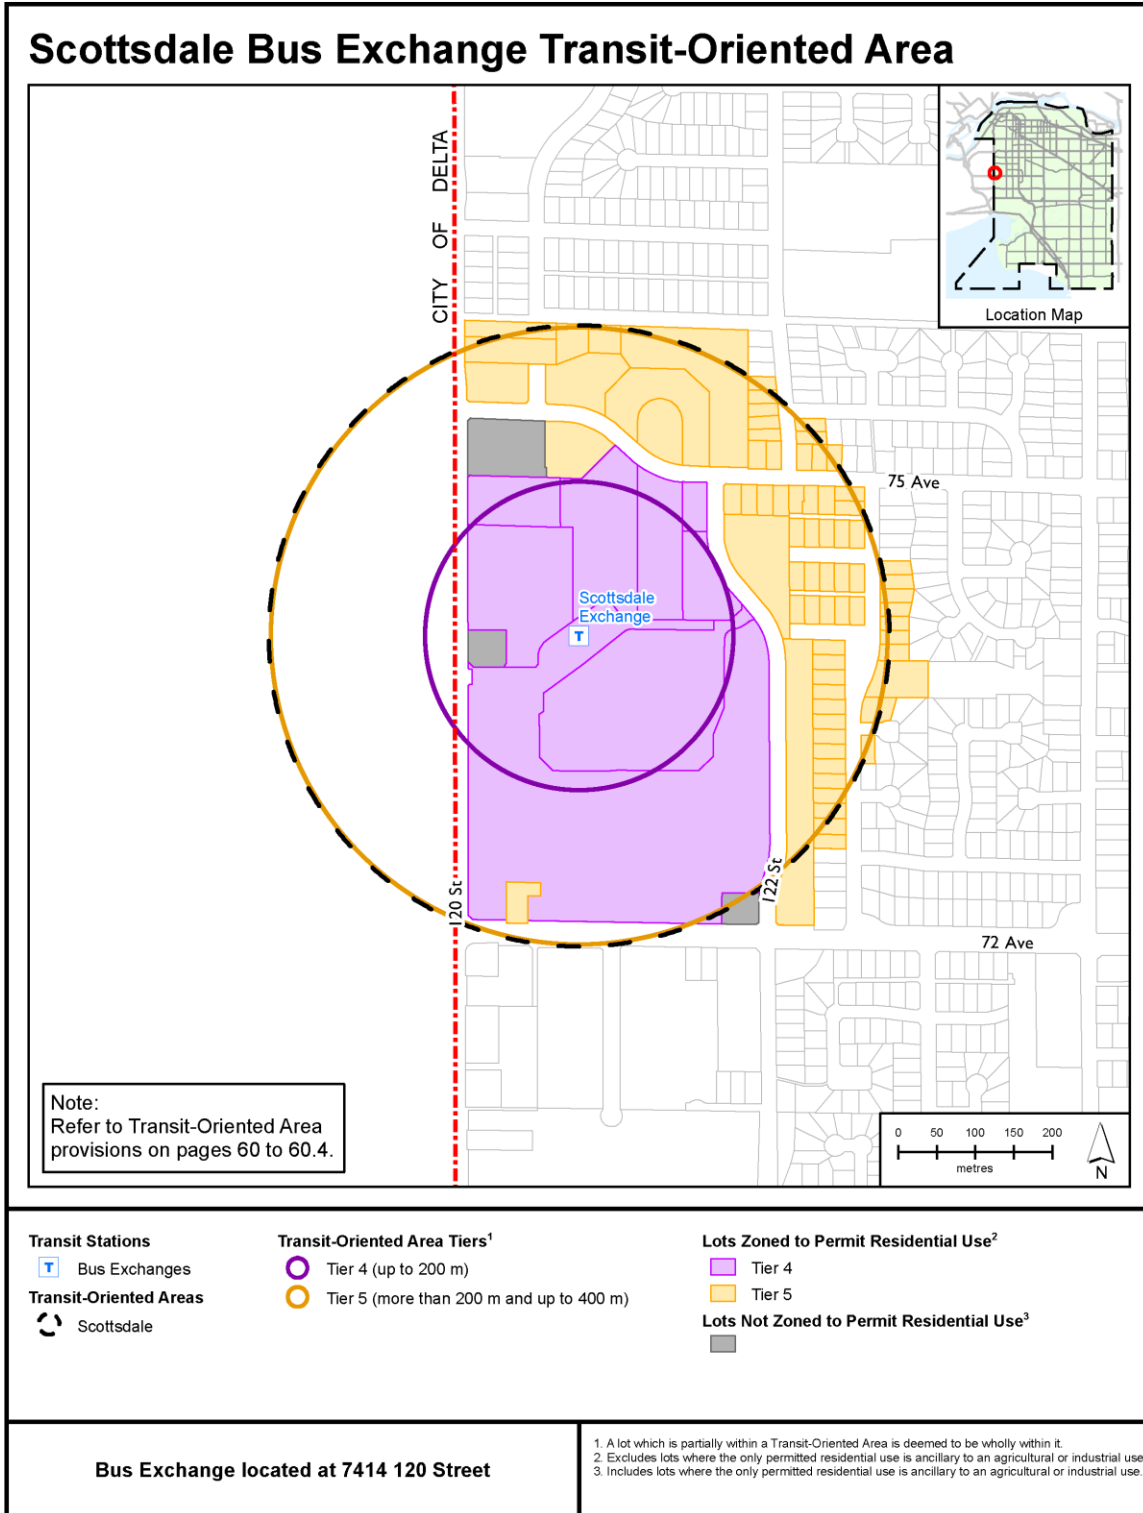 Scottsdale Bus Exchange Transit-Oriented Area
CITY OF DELTA
Location Map
75 Ave
Scottsdale
Exchange
T
120 St
122 St
72 Ave
Note:
Refer to Transit-Oriented Area
provisions on pages 60 to 60.4.
0 50 100 150 200
metres
N
Transit Stations
T Bus Exchanges
Transit-Oriented Areas
Scottsdale
Transit-Oriented Area Tiers¹
Tier 4 (up to 200 m)
Tier 5 (more than 200 m and up to 400 m)
Lots Zoned to Permit Residential Use²
Tier 4
Tier 5
Lots Not Zoned to Permit Residential Use³
Bus Exchange located at 7414 120 Street
1. A lot which is partially within a Transit-Oriented Area is deemed to be wholly within it.
2. Excludes lots where the only permitted residential use is ancillary to an agricultural or industrial use
3. Includes lots where the only permitted residential use is ancillary to an agricultural or industrial use.